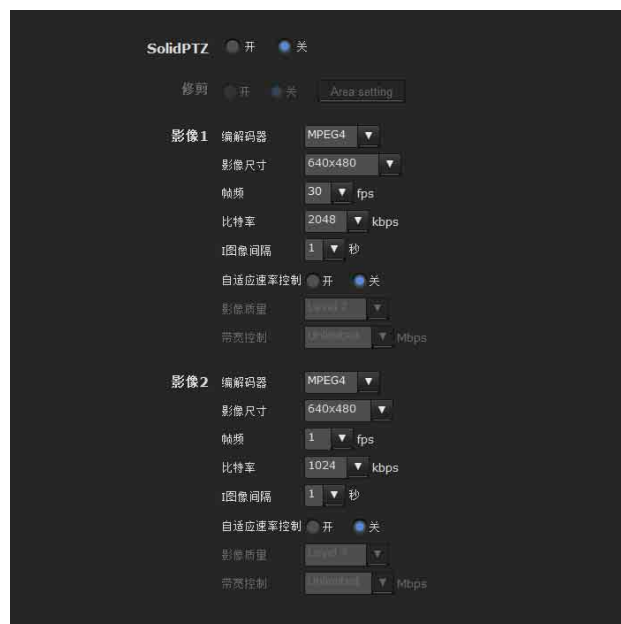 SolidPTZ 开 关
修剪 开 关 Area setting
影像1 编解码器 MPEG4
影像尺寸 640x480
帧频 30 fps
比特率 2048 kbps
I图像间隔 1 秒
自适应速率控制 开 关
影像质量
带宽控制 Unlimited Mbps
影像2 编解码器 MPEG4
影像尺寸 640x480
帧频 1 fps
比特率 1024 kbps
I图像间隔 1 秒
自适应速率控制 开 关
影像质量
带宽控制 Unlimited Mbps